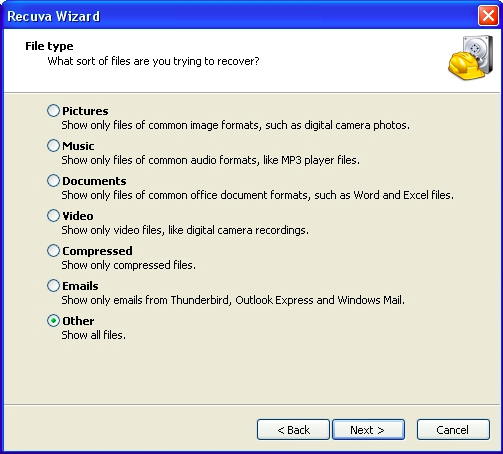 Recuva Wizard
File type
What sort of files are you trying to recover?
Pictures
Show only files of common image formats, such as digital camera photos.
Music
Show only files of common audio formats, like MP3 player files.
Documents
Show only files of common office document formats, such as Word and Excel files.
Video
Show only video files, like digital camera recordings.
Compressed
Show only compressed files.
Emails
Show only emails from Thunderbird, Outlook Express and Windows Mail.
Other
Show all files.
< Back Next > Cancel